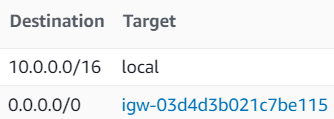 Destination Target
10.0.0.0/16 local
0.0.0.0/0 igw-03d4d3b021c7be115